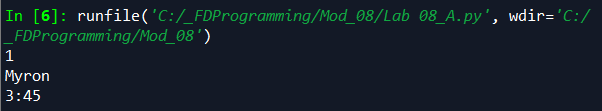 In [6]: runfile('C:/_FDProgramming/Mod_08/Lab 08_A.py', wdir='C:/
_FDProgramming/Mod_08')
1
Myron
3:45